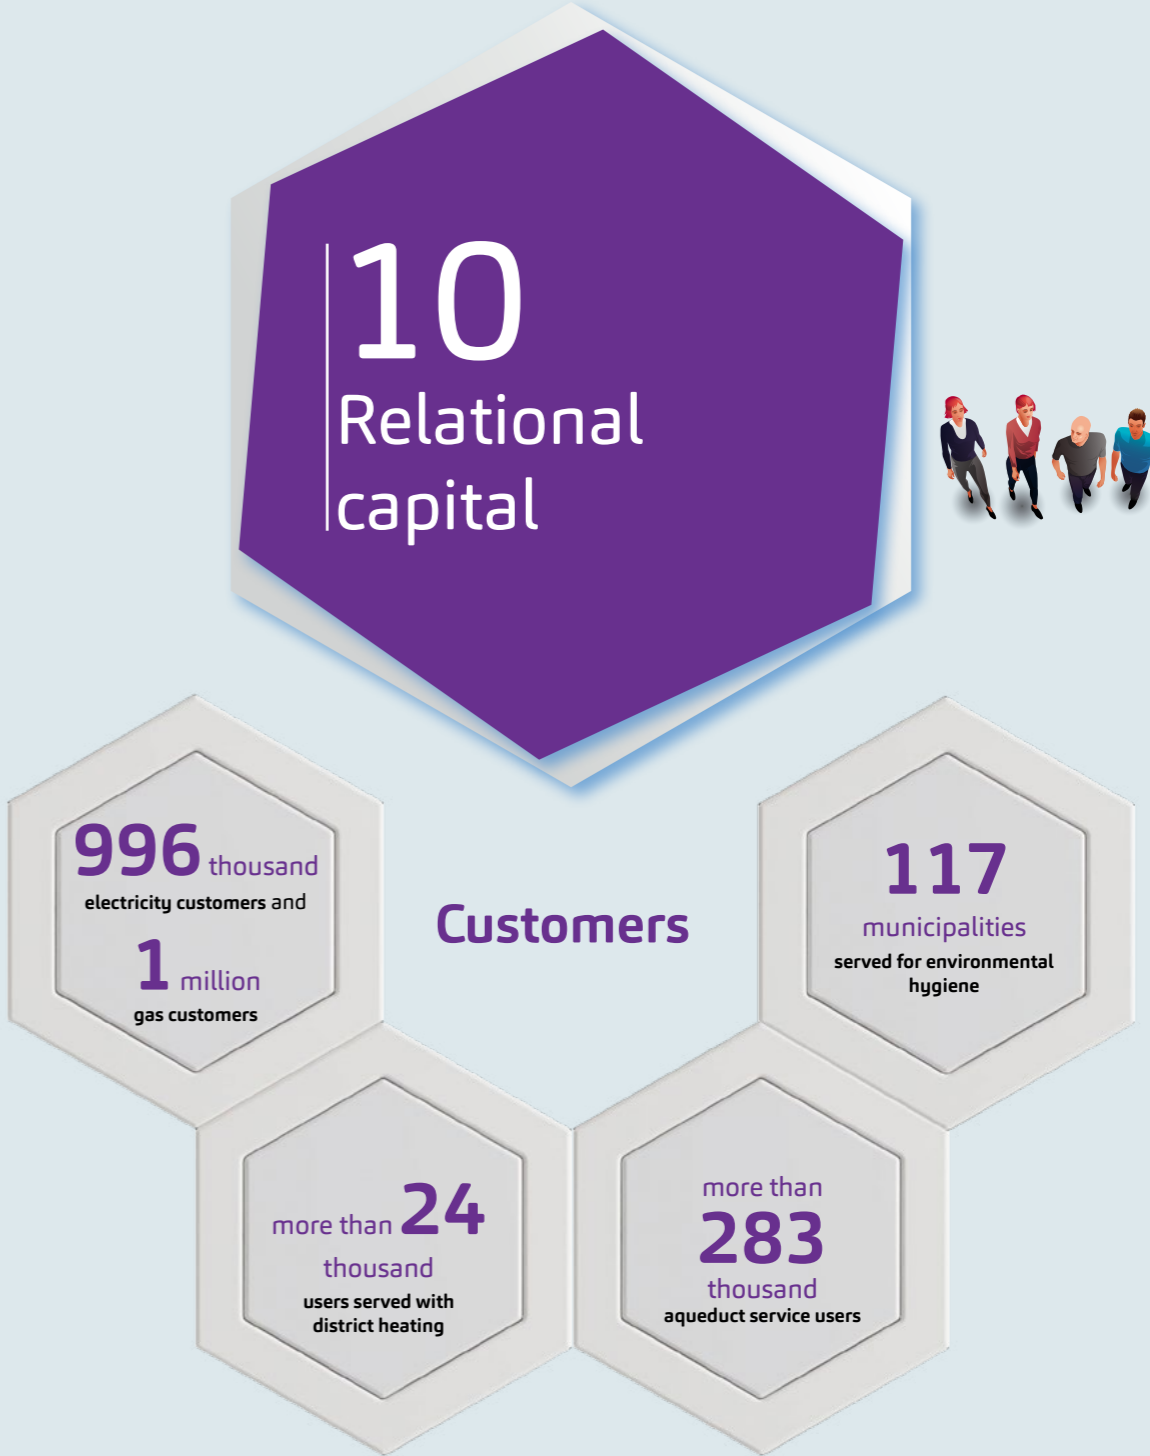 10
Relational
capital
996 thousand
electricity customers and
1 million
gas customers
Customers
117
municipalities
served for environmental
hygiene
more than 24
thousand
users served with
district heating
more than
283
thousand
aqueduct service users